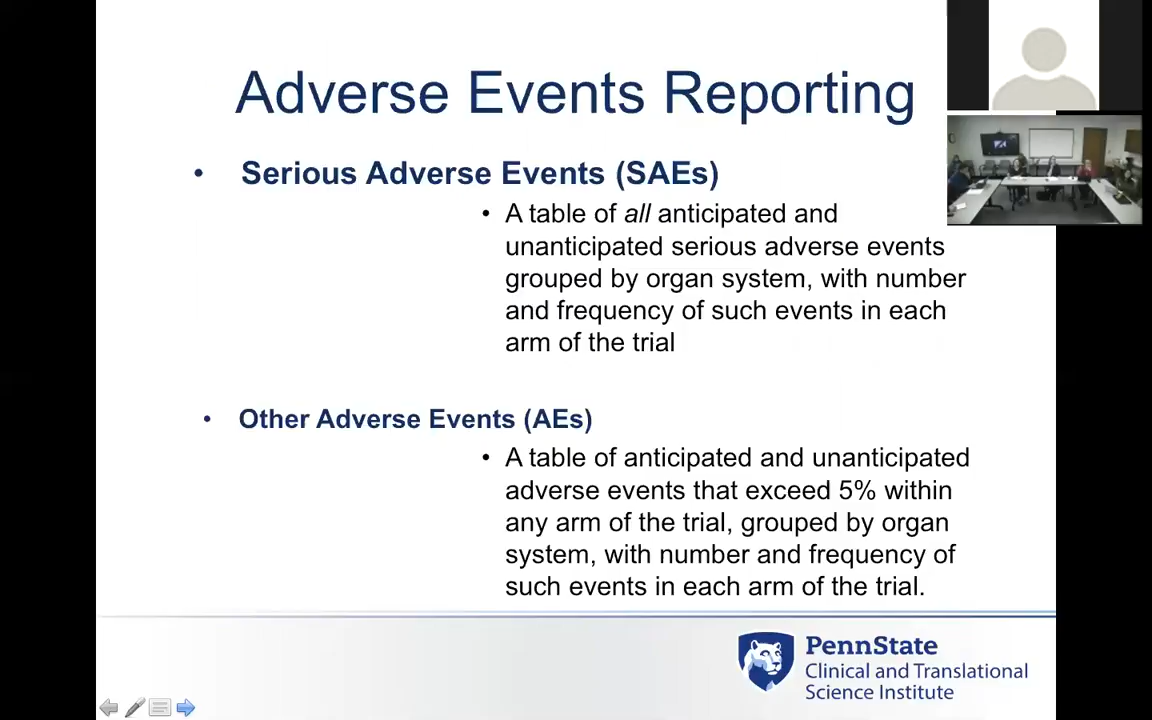 Adverse Events Reporting
• Serious Adverse Events (SAEs)
• A table of all anticipated and
unanticipated serious adverse events
grouped by organ system, with number
and frequency of such events in each
arm of the trial
• Other Adverse Events (AEs)
• A table of anticipated and unanticipated
adverse events that exceed 5% within
any arm of the trial, grouped by organ
system, with number and frequency of
such events in each arm of the trial.
PennState
Clinical and Translational
Science Institute